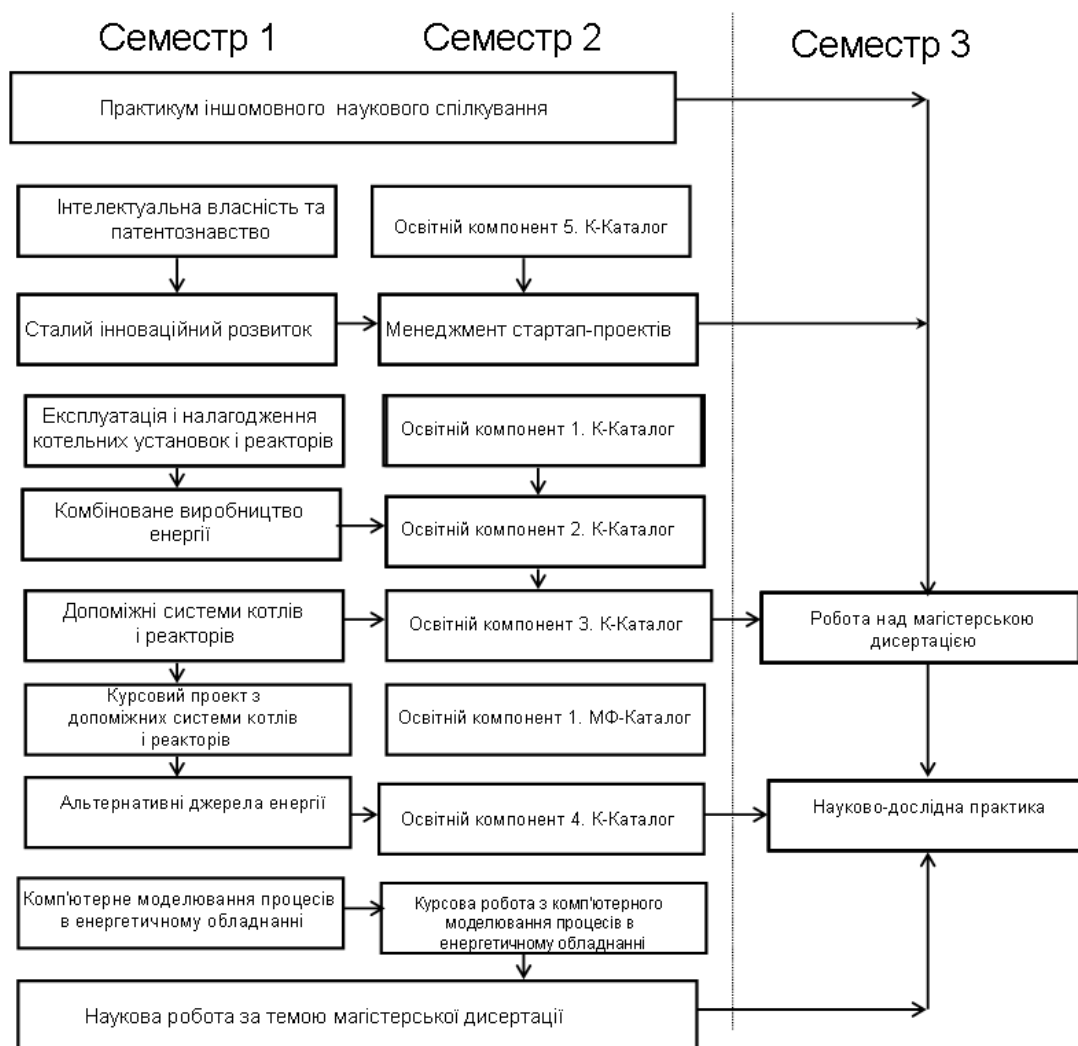 Семестр 1
Семестр 2
Семестр 3
Практикум іншомовного наукового спілкування
Інтелектуальна власність та
патентознавство
Освітній компонент 5. К-Каталог
Сталий інноваційний розвиток
Менеджмент стартап-проектів
Експлуатація і налагодження
котельних установок і реакторів
Освітній компонент 1. К-Каталог
Комбіноване виробництво
енергії
Освітній компонент 2. К-Каталог
Допоміжні системи котлів
і реакторів
Освітній компонент 3. К-Каталог
Робота над магістерською
дисертацією
Курсовий проект з
допоміжних системи котлів
і реакторів
Освітній компонент 1. МФ-Каталог
Альтернативні джерела енергії
Освітній компонент 4. К-Каталог
Науково-дослідна практика
Комп'ютерне моделювання процесів
в енергетичному обладнанні
Курсова робота з комп'ютерного
моделювання процесів в
енергетичному обладнанні
Наукова робота за темою магістерської дисертації